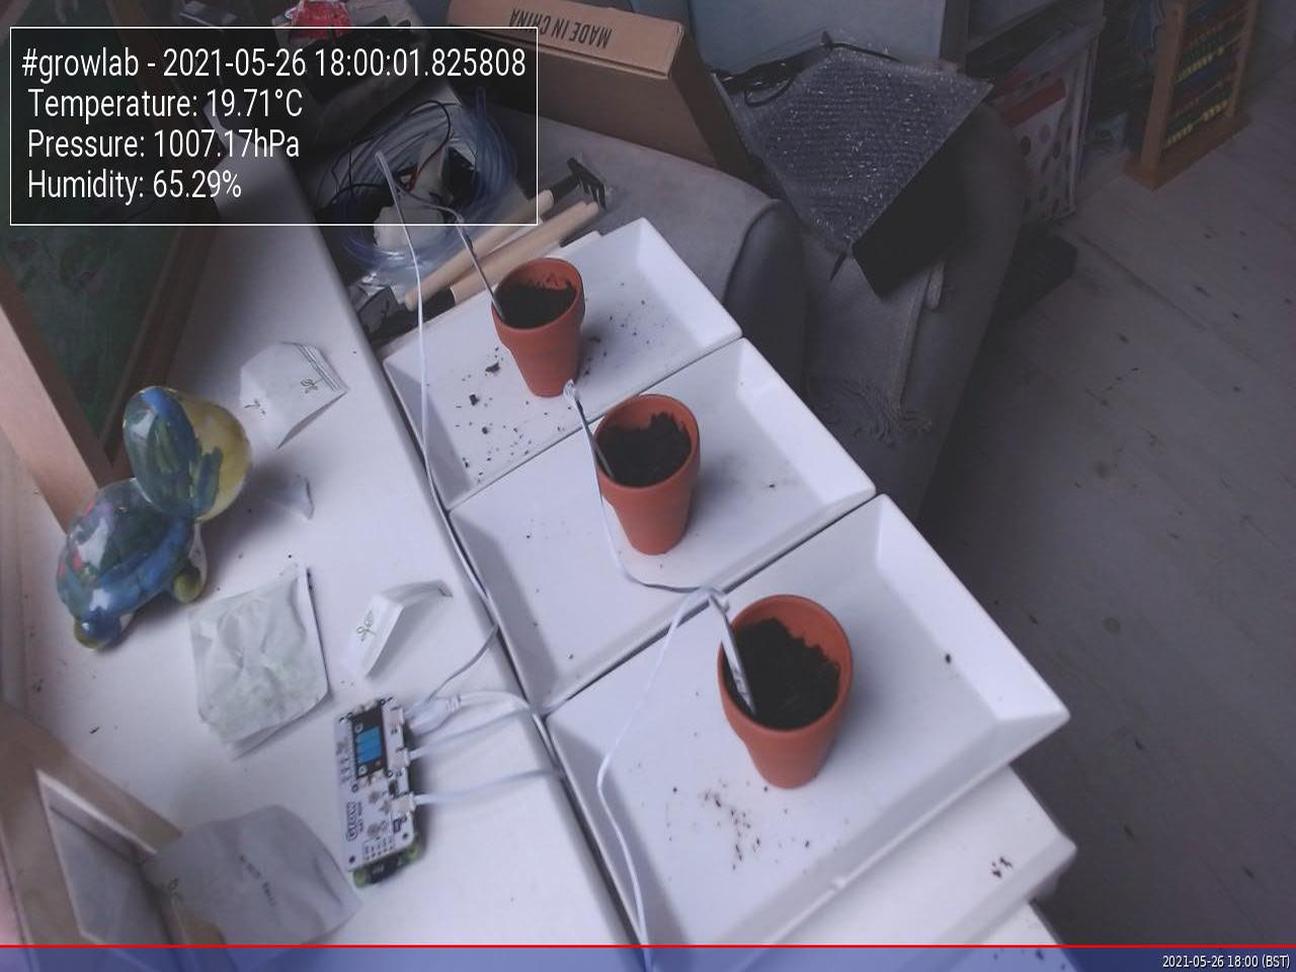 MADE IN CHINA
#growlab - 2021-05-26 18:00:01.825808
Temperature: 19.71°C
Pressure: 1007.17hPa
Humidity: 65.29%
2021-05-26 18:00 (BST)